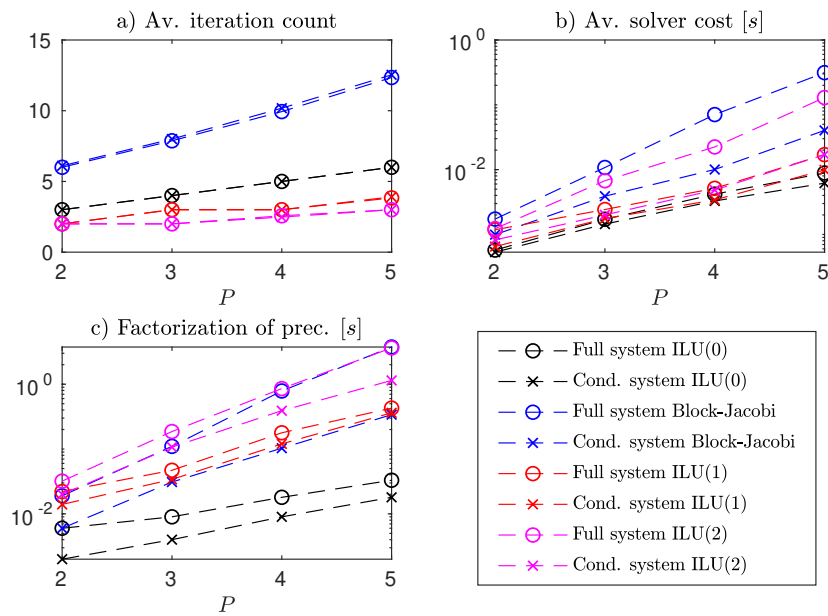 a) Av. iteration count
15
10
5
0
2 3 4 5
P
b) Av. solver cost [s]
10^0
10^-2
2 3 4 5
P
c) Factorization of prec. [s]
10^0
10^-2
2 3 4 5
P
Full system ILU(0)
Cond. system ILU(0)
Full system Block-Jacobi
Cond. system Block-Jacobi
Full system ILU(1)
Cond. system ILU(1)
Full system ILU(2)
Cond. system ILU(2)